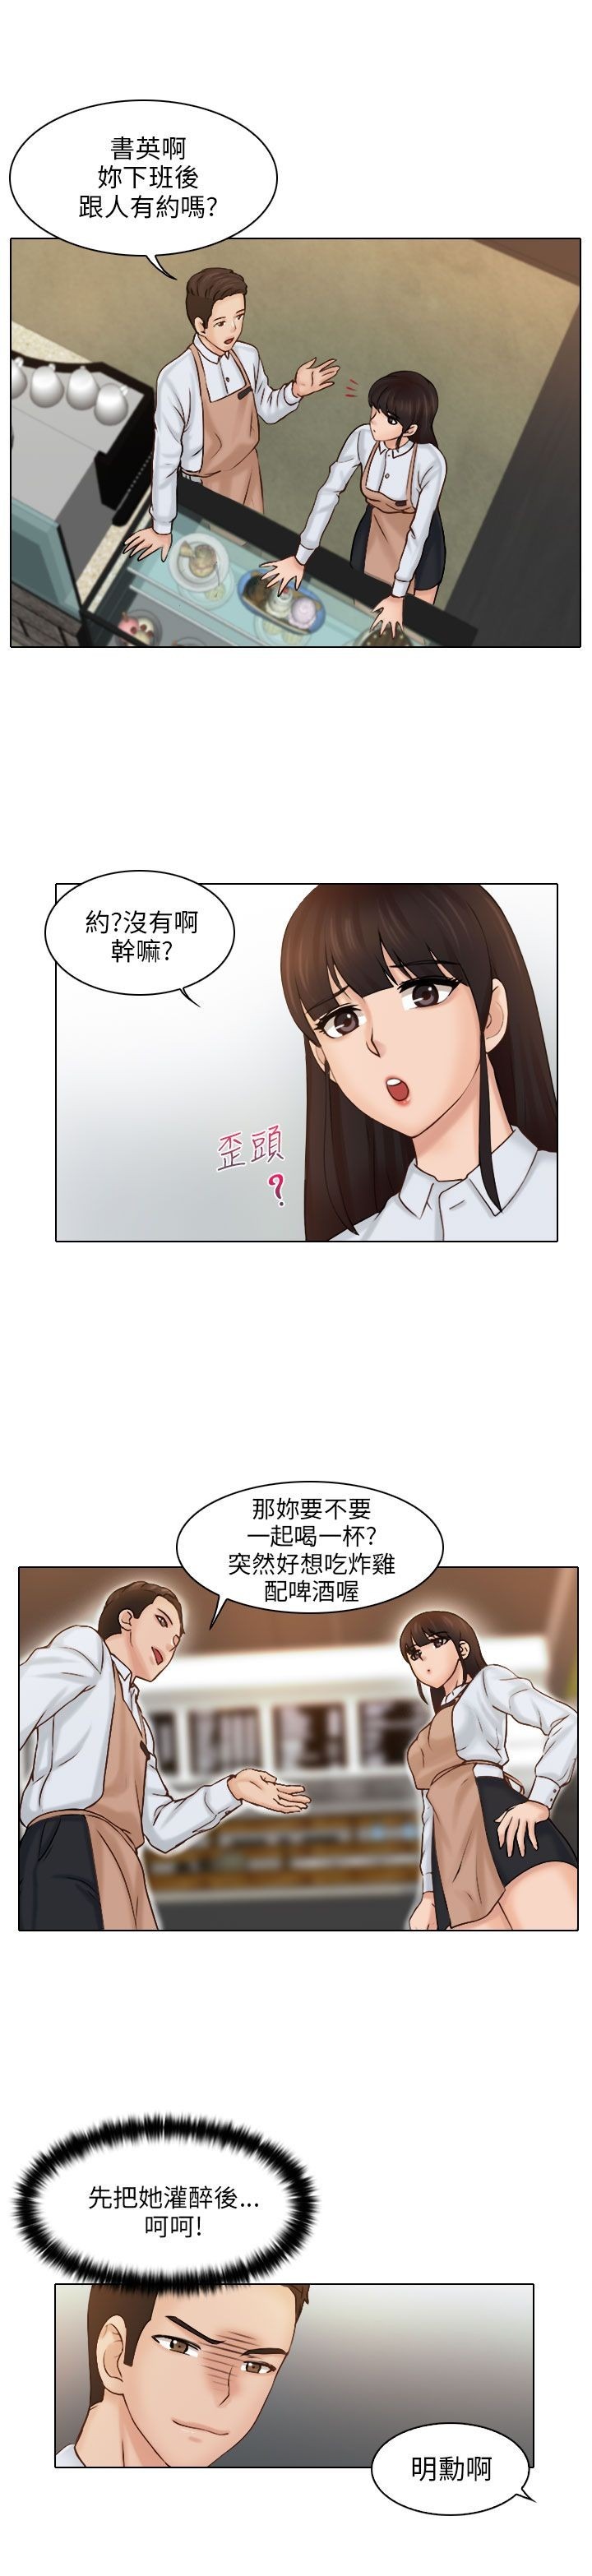 書英啊
妳下班後
跟人有約嗎?
約?沒有啊
幹嘛?
歪頭
?
那妳要不要
一起喝一杯?
突然好想吃炸雞
配啤酒喔
先把她灌醉後...
呵呵!
明勳啊